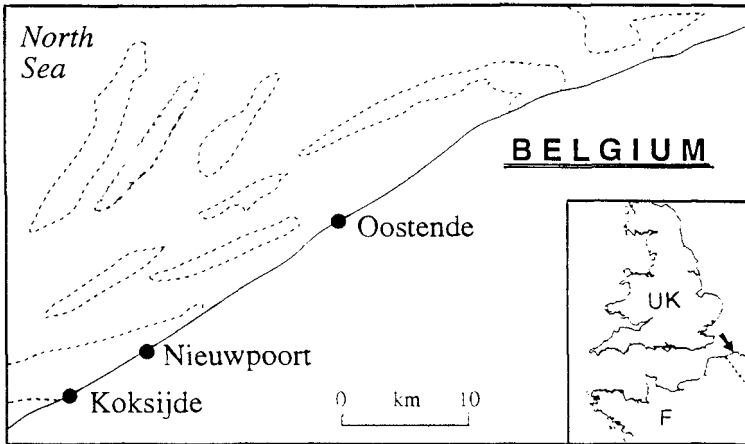 North
Sea
BELGIUM
Oostende
UK
Nieuwpoort
0 km 10
Koksijde
F